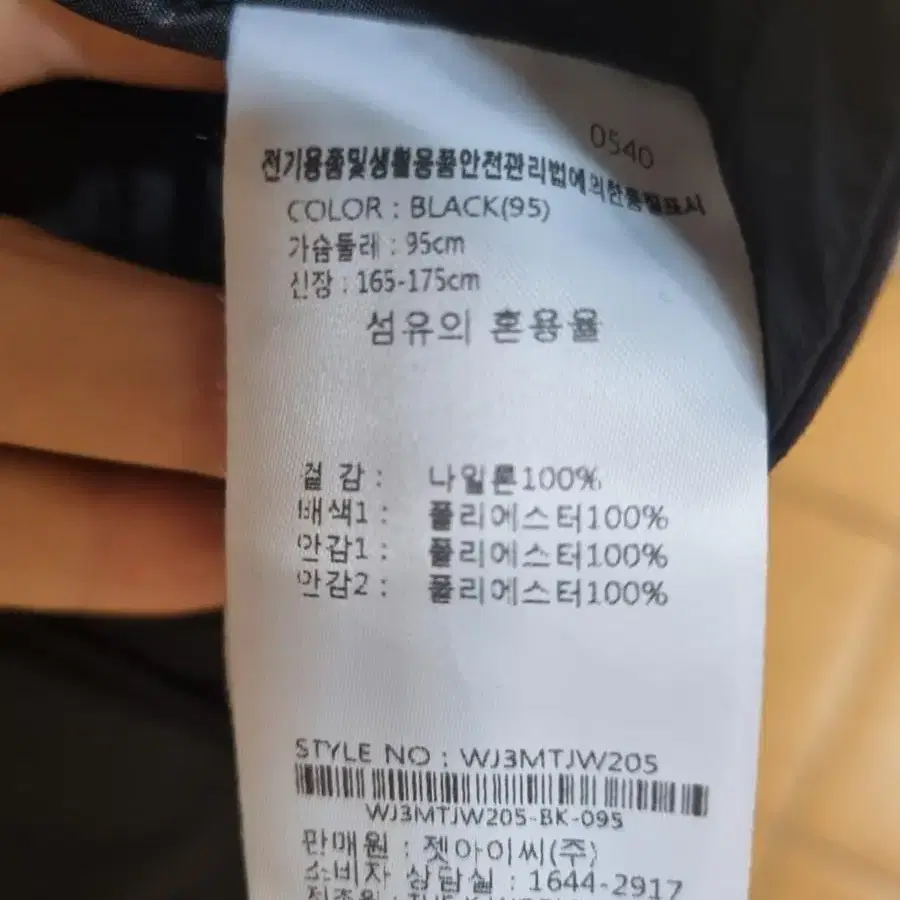 0540
전기용품및생활용품안전관리법에의한품질표시
COLOR : BLACK(95)
가슴둘레 : 95cm
신장 : 165-175cm
섬유의 혼용율
겉 감 : 나일론100%
배색1 : 폴리에스터100%
안감1 : 폴리에스터100%
안감2 : 폴리에스터100%
STYLE NO : WJ3MTJW205
WJ3MTJW205-BK-095
판매원 : 젯아이씨(주)
소비자 상담실 : 1644-2917